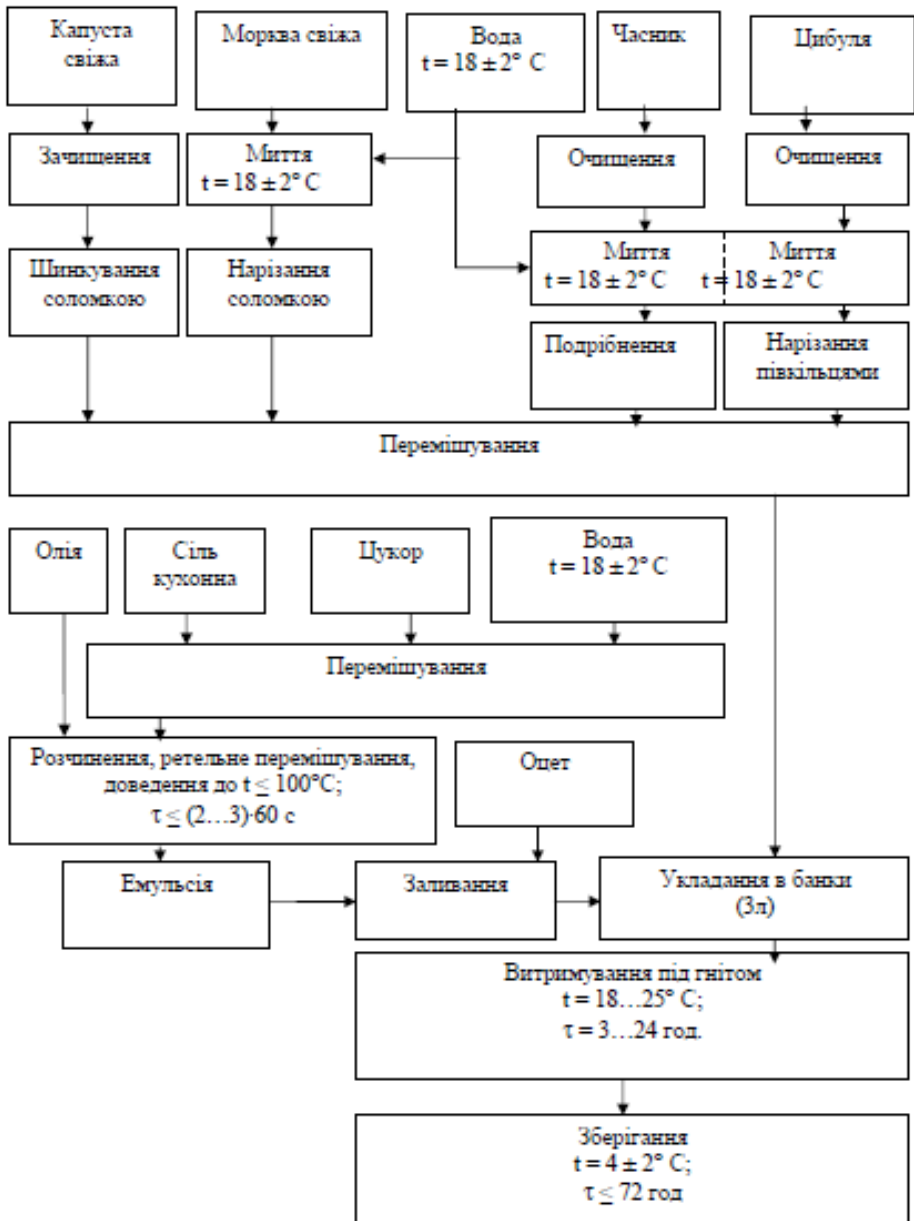 Капуста
свіжа
Морква свіжа
Вода
t = 18 ± 2° C
Часник
Цибуля
Зачищення
Миття
t = 18 ± 2° C
Очищення
Очищення
Шинкування
соломкою
Нарізання
соломкою
Миття
t = 18 ± 2° C
Миття
t = 18 ± 2° C
Подрібнення
Нарізання
півкільцями
Перемішування
Олія
Сіль
кухонна
Цукор
Вода
t = 18 ± 2° C
Перемішування
Розчинення, ретельне перемішування,
доведення до t ≤ 100°C;
τ ≤ (2…3)·60 с
Оцет
Емульсія
Заливання
Укладання в банки
(3л)
Витримування під гнітом
t = 18…25° C;
τ = 3…24 год.
Зберігання
t = 4 ± 2° C;
τ ≤ 72 год